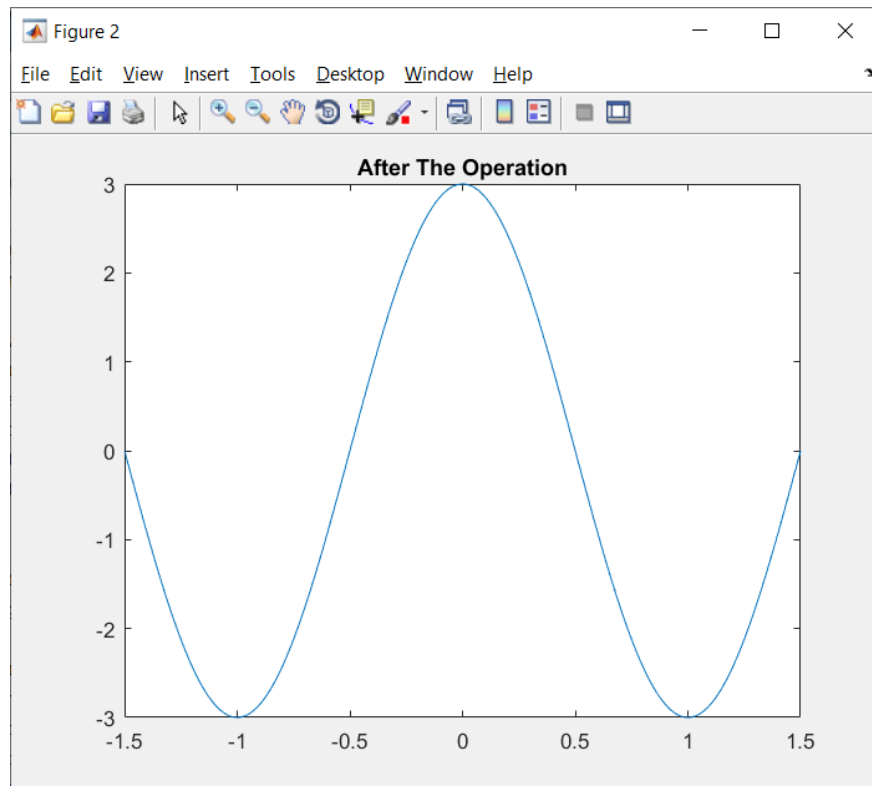 Figure 2
File Edit View Insert Tools Desktop Window Help
After The Operation
3
2
1
0
-1
-2
-3
-1.5 -1 -0.5 0 0.5 1 1.5